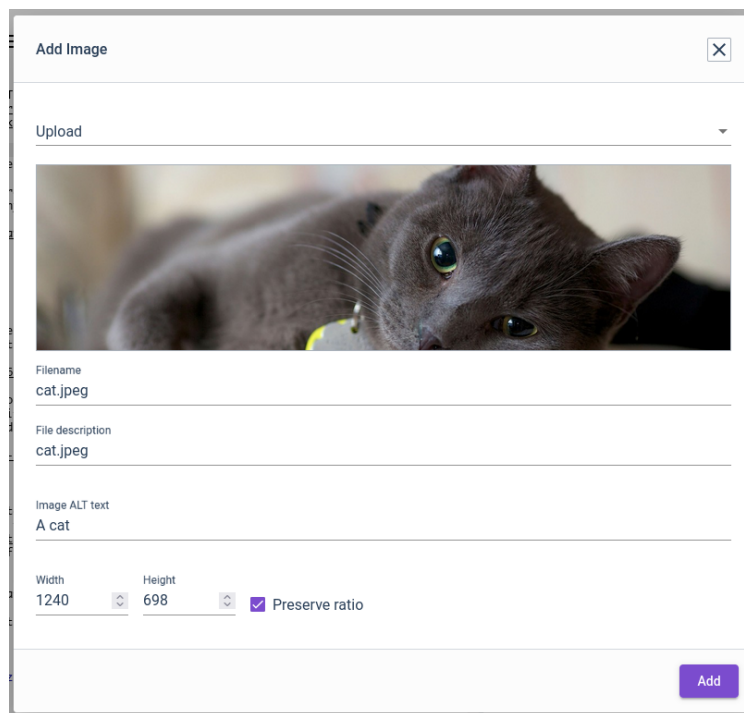 Add Image
Upload
Filename
cat.jpeg
File description
cat.jpeg
Image ALT text
A cat
Width
Height
1240
698
Preserve ratio
Add